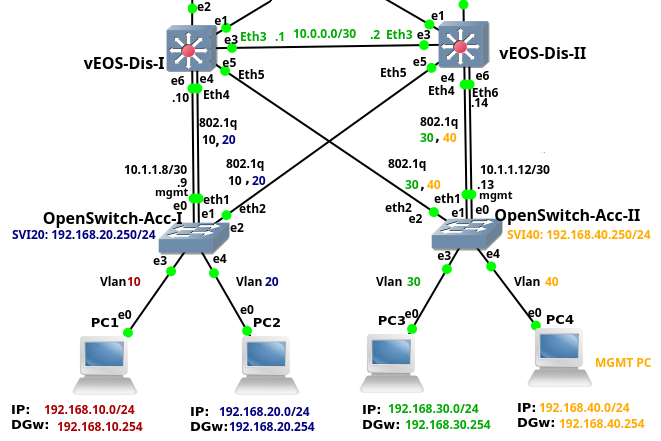 e2
e1
e1
Eth3 .1 10.0.0.0/30 .2 Eth3
e3
e3
vEOS-Dis-I
vEOS-Dis-II
e5
Eth5
e5
Eth5
e6 e4
.10 Eth4
e4 e6
Eth4 Eth6
.14
802.1q
10, 20
802.1q
30, 40
802.1q
10, 20
802.1q
30, 40
10.1.1.8/30
.9
mgmt
e0 eth1
e1
eth2
e2
10.1.1.12/30
.13
mgmt
eth1
e1 e0
eth2
e2
OpenSwitch-Acc-I
SVI20: 192.168.20.250/24
OpenSwitch-Acc-II
SVI40: 192.168.40.250/24
e3 e4
e3 e4
Vlan10
Vlan 20
Vlan 30
Vlan 40
PC1 e0
e0 PC2
PC3 e0
e0 PC4
MGMT PC
IP: 192.168.10.0/24
DGw: 192.168.10.254
IP: 192.168.20.0/24
DGw:192.168.20.254
IP: 192.168.30.0/24
DGw: 192.168.30.254
IP: 192.168.40.0/24
DGw: 192.168.40.254